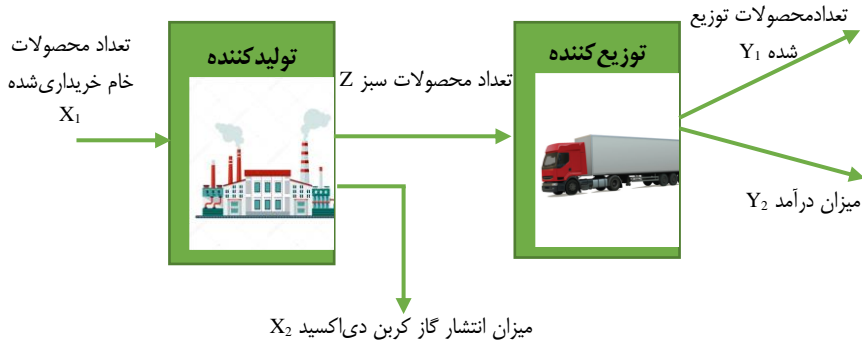 تعداد محصولات
خام خریداری‌شده
X₁
تولیدکننده
تعداد محصولات سبز Z
میزان انتشار گاز کربن دی‌اکسید X₂
توزیع‌کننده
تعدادمحصولات توزیع
شده Y₁
میزان درآمد Y₂